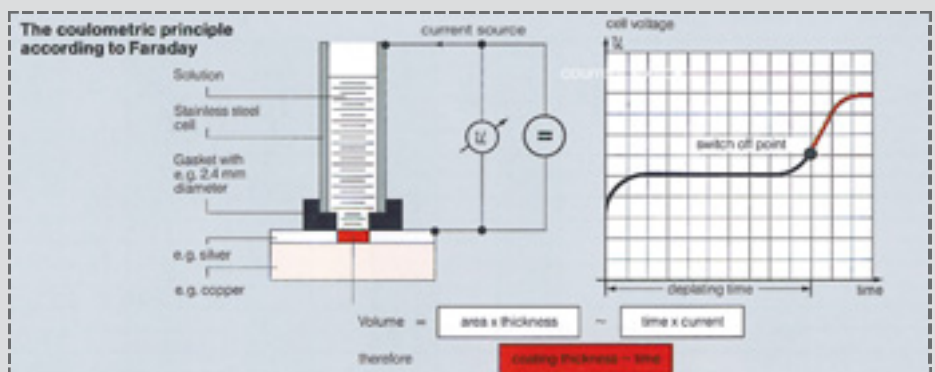 The coulometric principle
according to Faraday
current source
cell voltage
Solution
Stainless steel
cell
Gasket with
e.g. 2.4 mm
diameter
switch off point
e.g. silver
e.g. copper
deplating time
time
Volume = area x thickness ~ time x current
therefore coating thickness ~ time